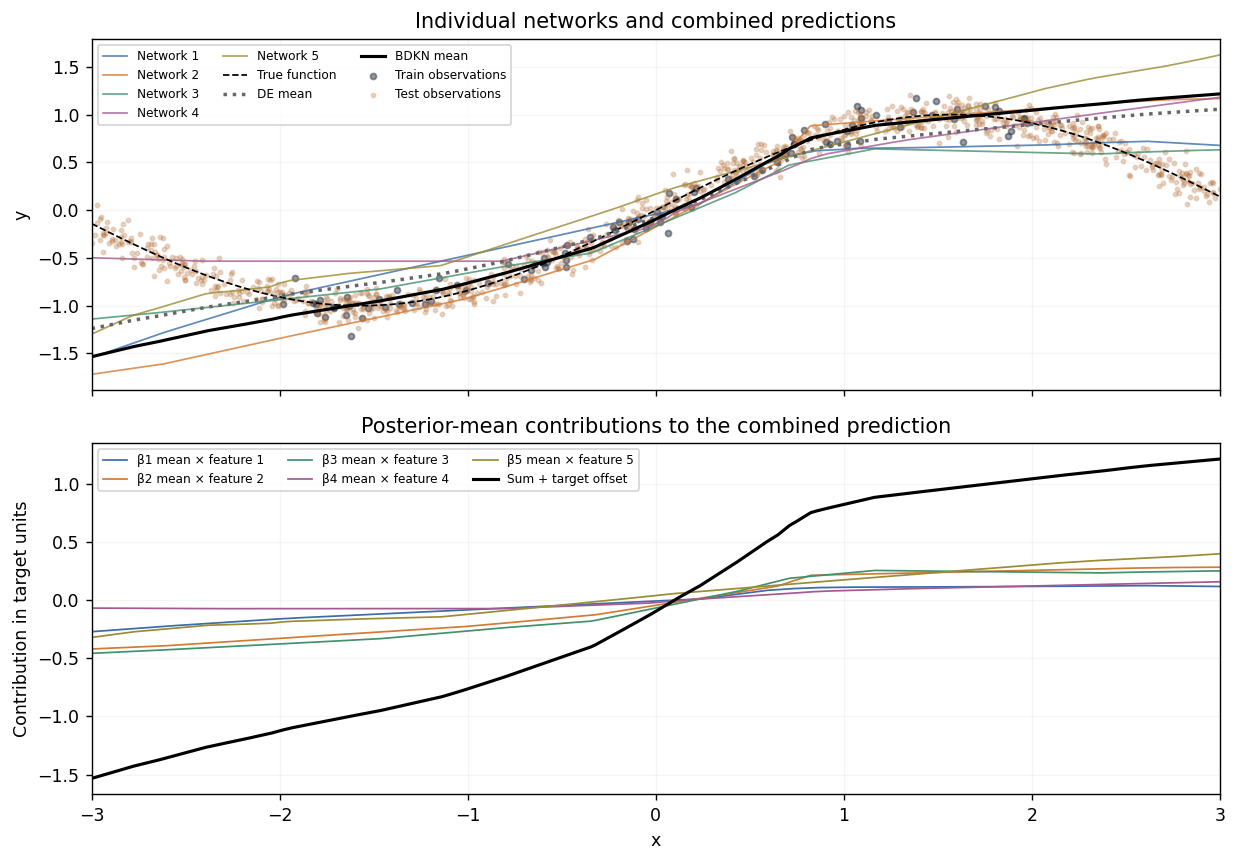 Individual networks and combined predictions
Network 1
Network 2
Network 3
Network 4
Network 5
True function
DE mean
BDKN mean
Train observations
Test observations
1.5
1.0
0.5
0.0
−0.5
−1.0
−1.5
y
Posterior-mean contributions to the combined prediction
β1 mean × feature 1
β2 mean × feature 2
β3 mean × feature 3
β4 mean × feature 4
β5 mean × feature 5
Sum + target offset
1.0
0.5
0.0
−0.5
−1.0
−1.5
Contribution in target units
−3 −2 −1 0 1 2 3
x